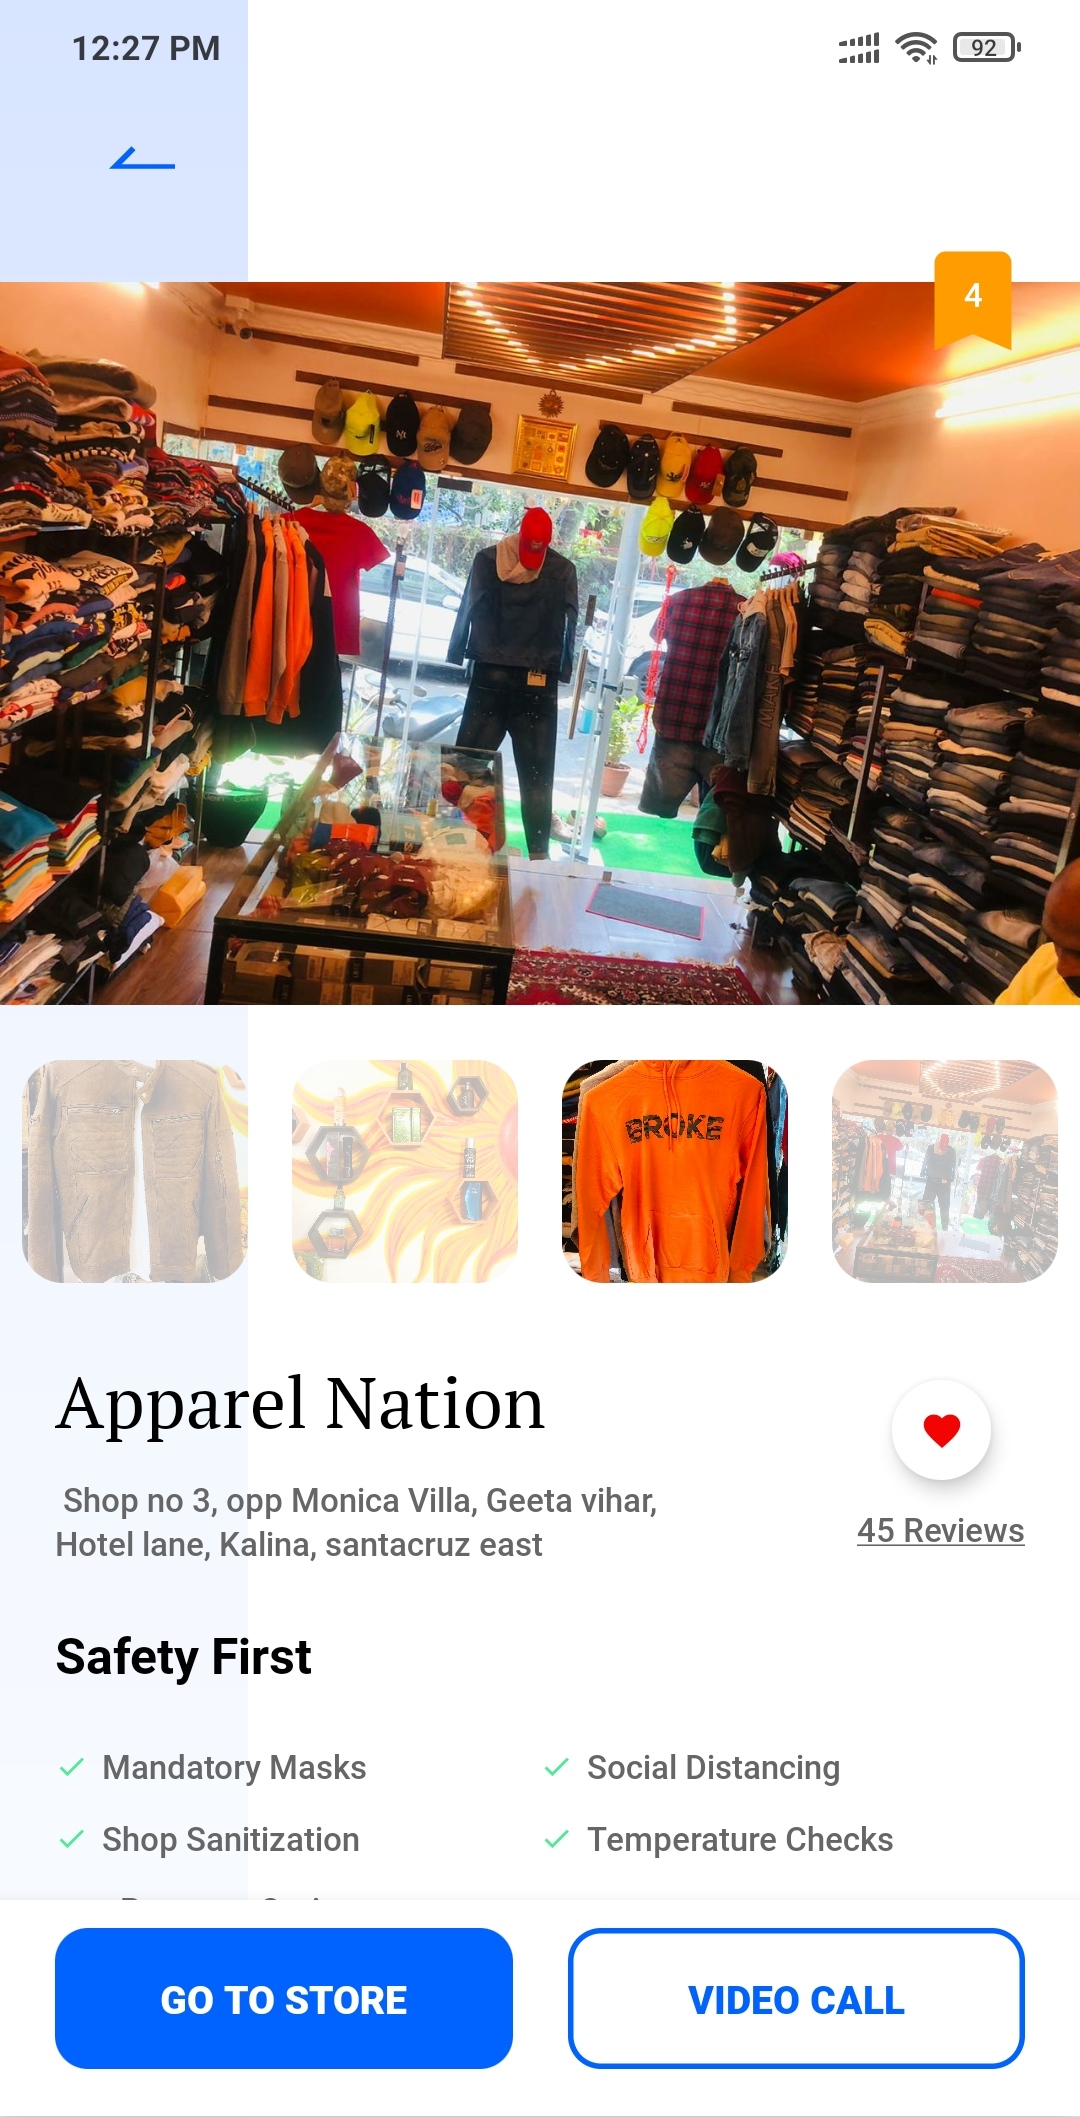 12:27 PM
92
4
BROKE
Apparel Nation
Shop no 3, opp Monica Villa, Geeta vihar,
Hotel lane, Kalina, santacruz east
45 Reviews
Safety First
Mandatory Masks
Social Distancing
Shop Sanitization
Temperature Checks
GO TO STORE
VIDEO CALL